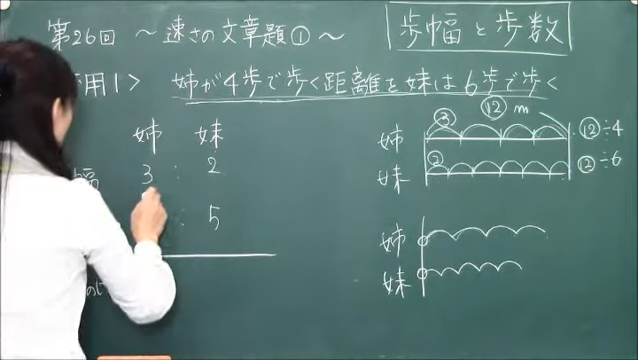 第26回 ～速さの文章題①～
歩幅と歩数
用1> 姉が4歩で歩く距離を妹は6歩で歩く
姉 妹
幅 3 : 2
: 5
⑫ m
姉 ③ ⑫÷4
妹 ② ⑫÷6
姉
妹